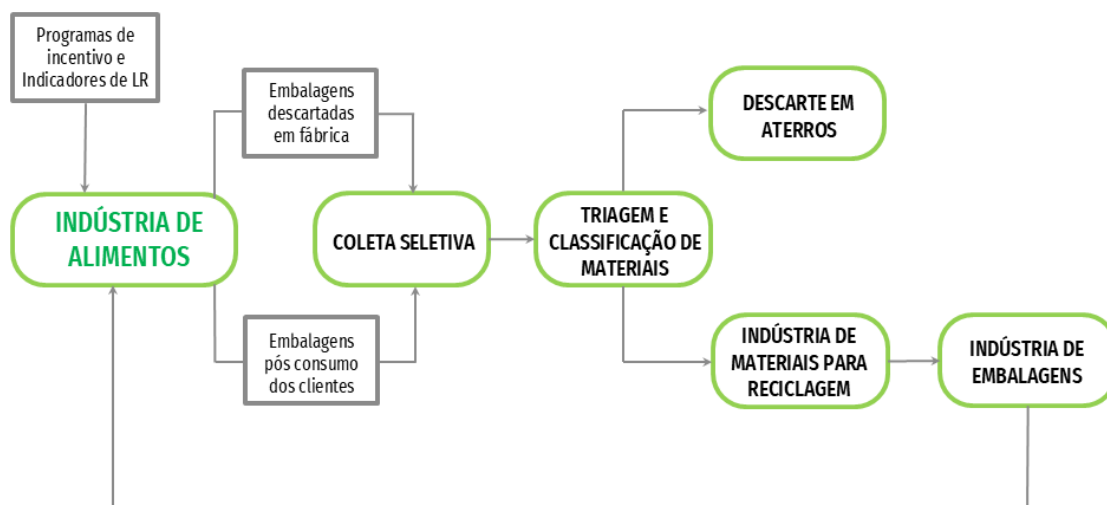 Programas de
incentivo e
Indicadores de LR
Embalagens
descartadas
em fábrica
DESCARTE EM
ATERROS
INDÚSTRIA DE
ALIMENTOS
COLETA SELETIVA
TRIAGEM E
CLASSIFICAÇÃO DE
MATERIAIS
Embalagens
pós consumo
dos clientes
INDÚSTRIA DE
MATERIAIS PARA
RECICLAGEM
INDÚSTRIA DE
EMBALAGENS